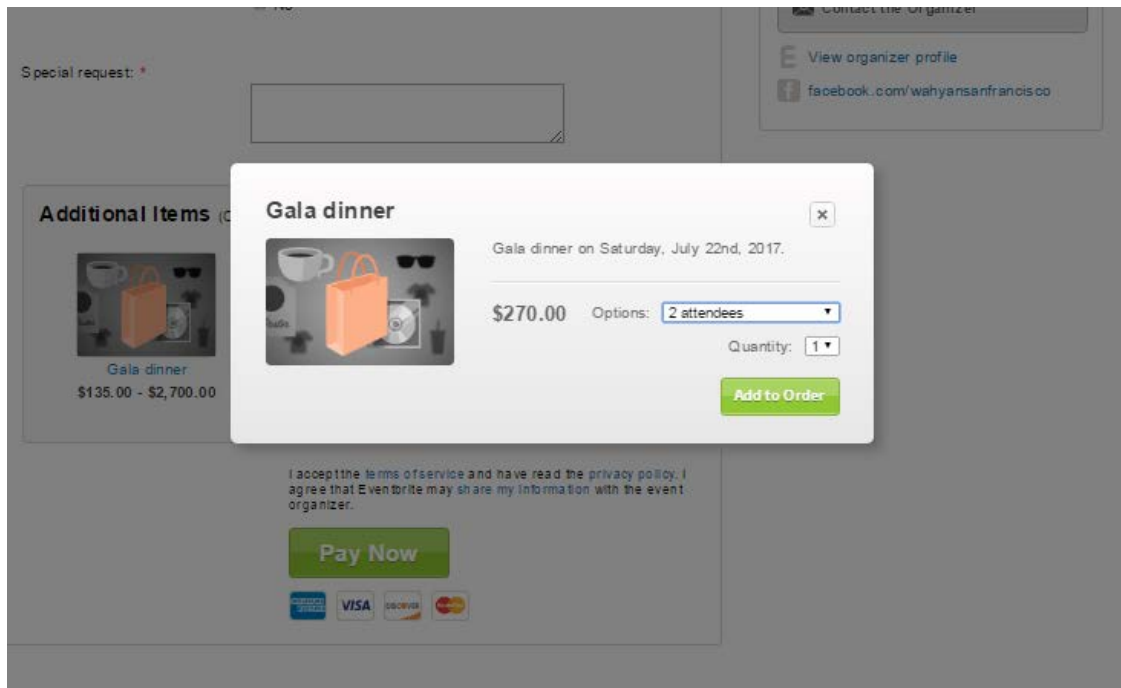 No
Contact the Organizer
View organizer profile
facebook.com/wahyansanfrancisco
Special request: *
Additional Items
Gala dinner
$135.00 - $2,700.00
Gala dinner
Gala dinner on Saturday, July 22nd, 2017.
$270.00 Options: 2 attendees
Quantity: 1
Add to Order
I accept the terms of service and have read the privacy policy. I
agree that Eventbrite may share my information with the event
organizer.
Pay Now
VISA DISCOVER